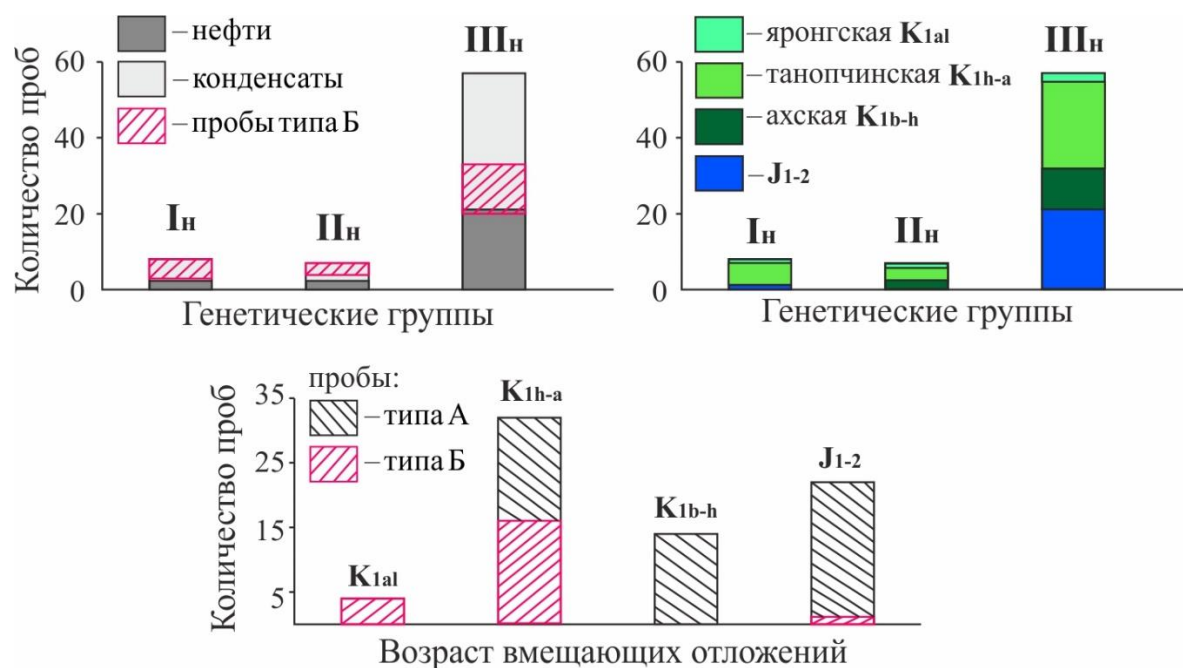 Количество проб
60
40
20
0
– нефти
– конденсаты
– пробы типа Б
Iн
IIн
IIIн
Генетические группы
Количество проб
60
40
20
0
– яронгская K1al
– танопчинская K1h-a
– ахская K1b-h
– J1-2
Iн
IIн
IIIн
Генетические группы
Количество проб
35
25
15
5
пробы:
– типа А
– типа Б
K1al
K1h-a
K1b-h
J1-2
Возраст вмещающих отложений